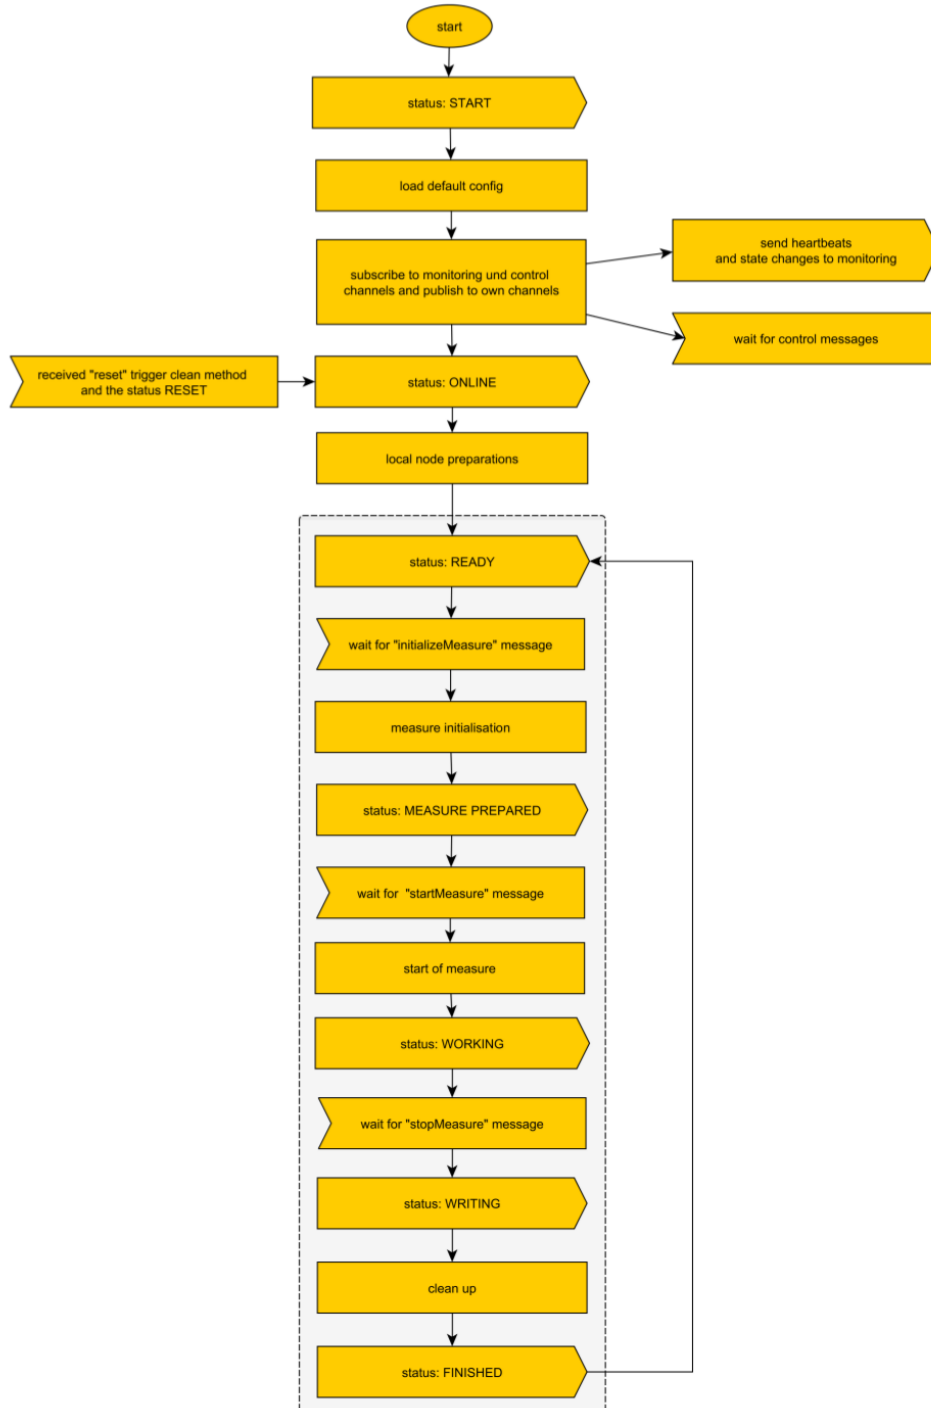 start
status: START
load default config
subscribe to monitoring und control
channels and publish to own channels
send heartbeats
and state changes to monitoring
wait for control messages
received "reset" trigger clean method
and the status RESET
status: ONLINE
local node preparations
status: READY
wait for "initializeMeasure" message
measure initialisation
status: MEASURE PREPARED
wait for  "startMeasure" message
start of measure
status: WORKING
wait for "stopMeasure" message
status: WRITING
clean up
status: FINISHED